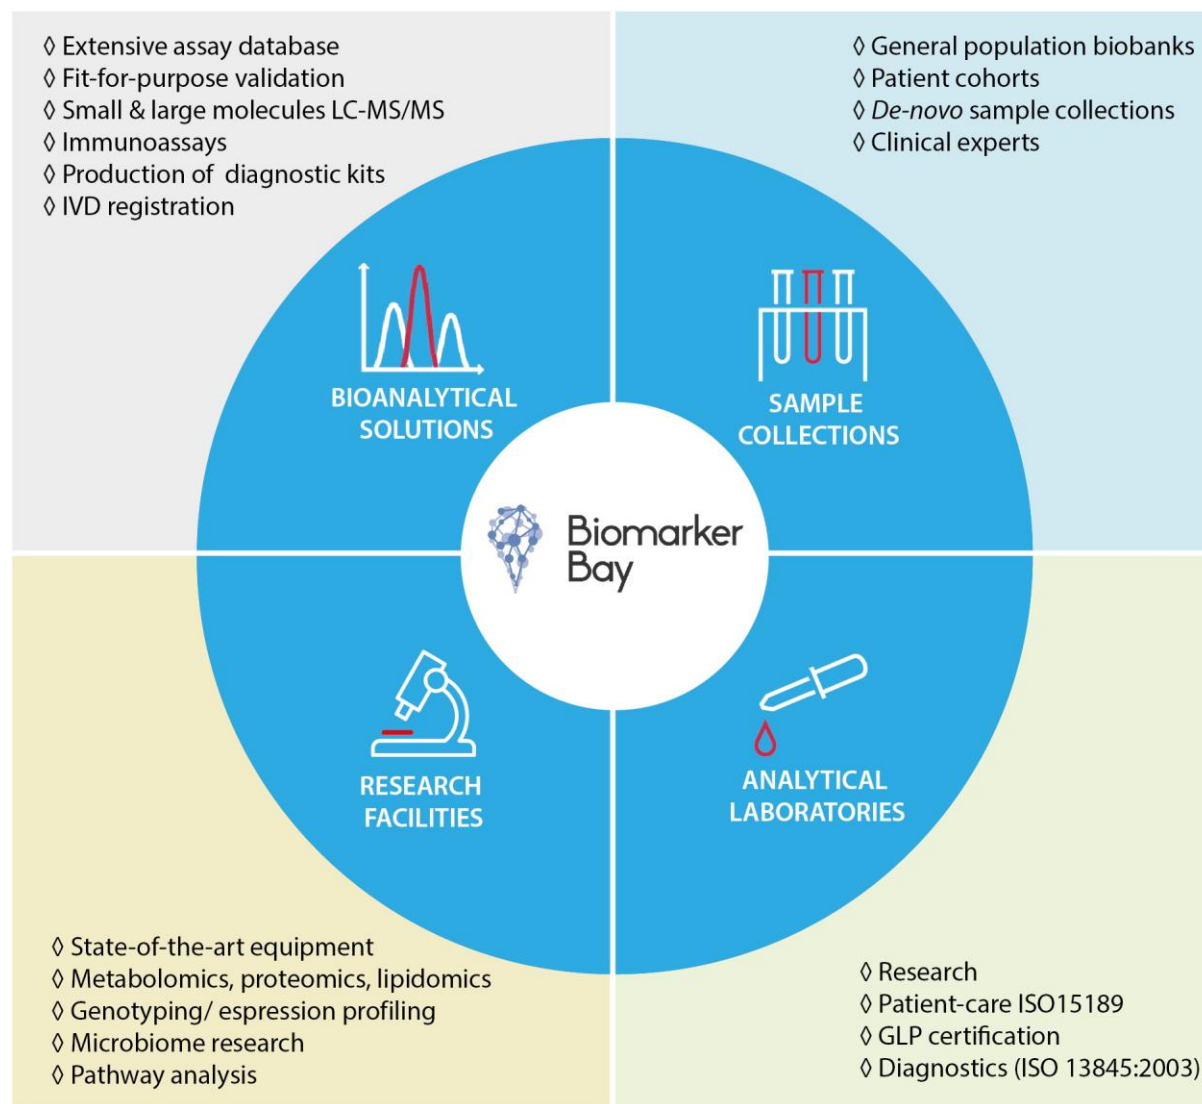 ◊ Extensive assay database
◊ Fit-for-purpose validation
◊ Small & large molecules LC-MS/MS
◊ Immunoassays
◊ Production of diagnostic kits
◊ IVD registration
◊ General population biobanks
◊ Patient cohorts
◊ De-novo sample collections
◊ Clinical experts
BIOANALYTICAL
SOLUTIONS
SAMPLE
COLLECTIONS
Biomarker
Bay
RESEARCH
FACILITIES
ANALYTICAL
LABORATORIES
◊ State-of-the-art equipment
◊ Metabolomics, proteomics, lipidomics
◊ Genotyping/ espression profiling
◊ Microbiome research
◊ Pathway analysis
◊ Research
◊ Patient-care ISO15189
◊ GLP certification
◊ Diagnostics (ISO 13845:2003)